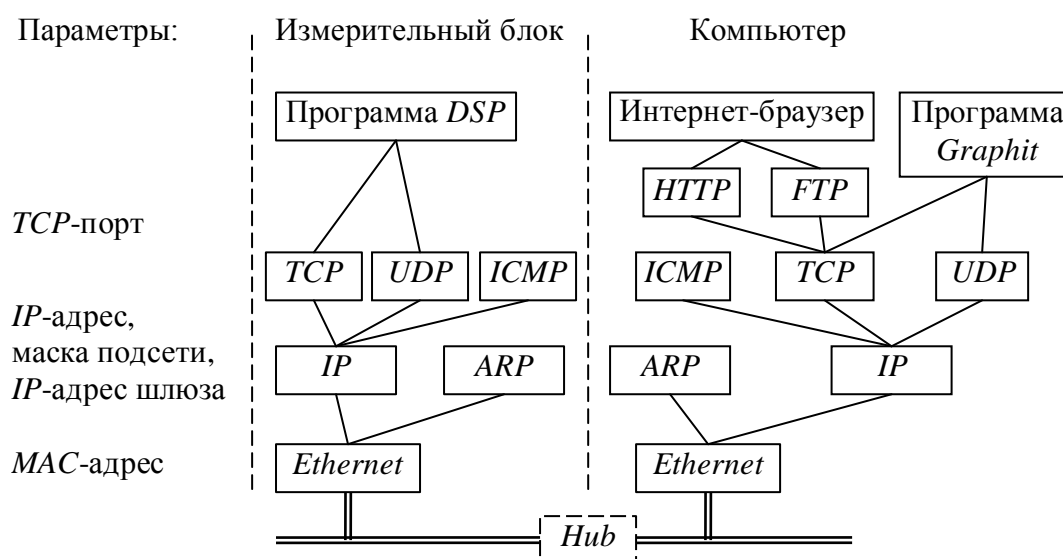 Параметры:
Измерительный блок
Компьютер
Программа DSP
Интернет-браузер
Программа
Graphit
HTTP
FTP
TCP-порт
TCP
UDP
ICMP
ICMP
TCP
UDP
IP-адрес,
маска подсети,
IP-адрес шлюза
IP
ARP
ARP
IP
MAC-адрес
Ethernet
Ethernet
Hub